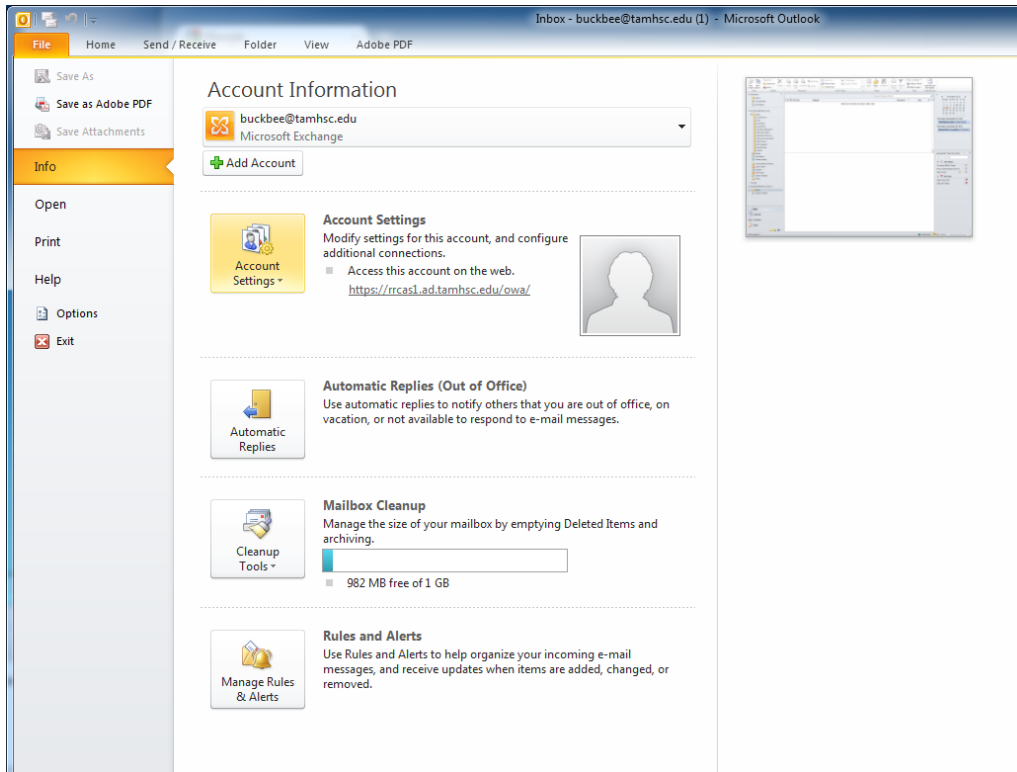 Inbox - buckbee@tamhsc.edu (1) - Microsoft Outlook
File Home Send / Receive Folder View Adobe PDF
Save As
Save as Adobe PDF
Save Attachments
Info
Open
Print
Help
Options
Exit
Account Information
buckbee@tamhsc.edu
Microsoft Exchange
Add Account
Account
Settings
Account Settings
Modify settings for this account, and configure
additional connections.
Access this account on the web.
https://rrcas1.ad.tamhsc.edu/owa/
Automatic
Replies
Automatic Replies (Out of Office)
Use automatic replies to notify others that you are out of office, on
vacation, or not available to respond to e-mail messages.
Cleanup
Tools
Mailbox Cleanup
Manage the size of your mailbox by emptying Deleted Items and
archiving.
982 MB free of 1 GB
Manage Rules
& Alerts
Rules and Alerts
Use Rules and Alerts to help organize your incoming e-mail
messages, and receive updates when items are added, changed, or
removed.